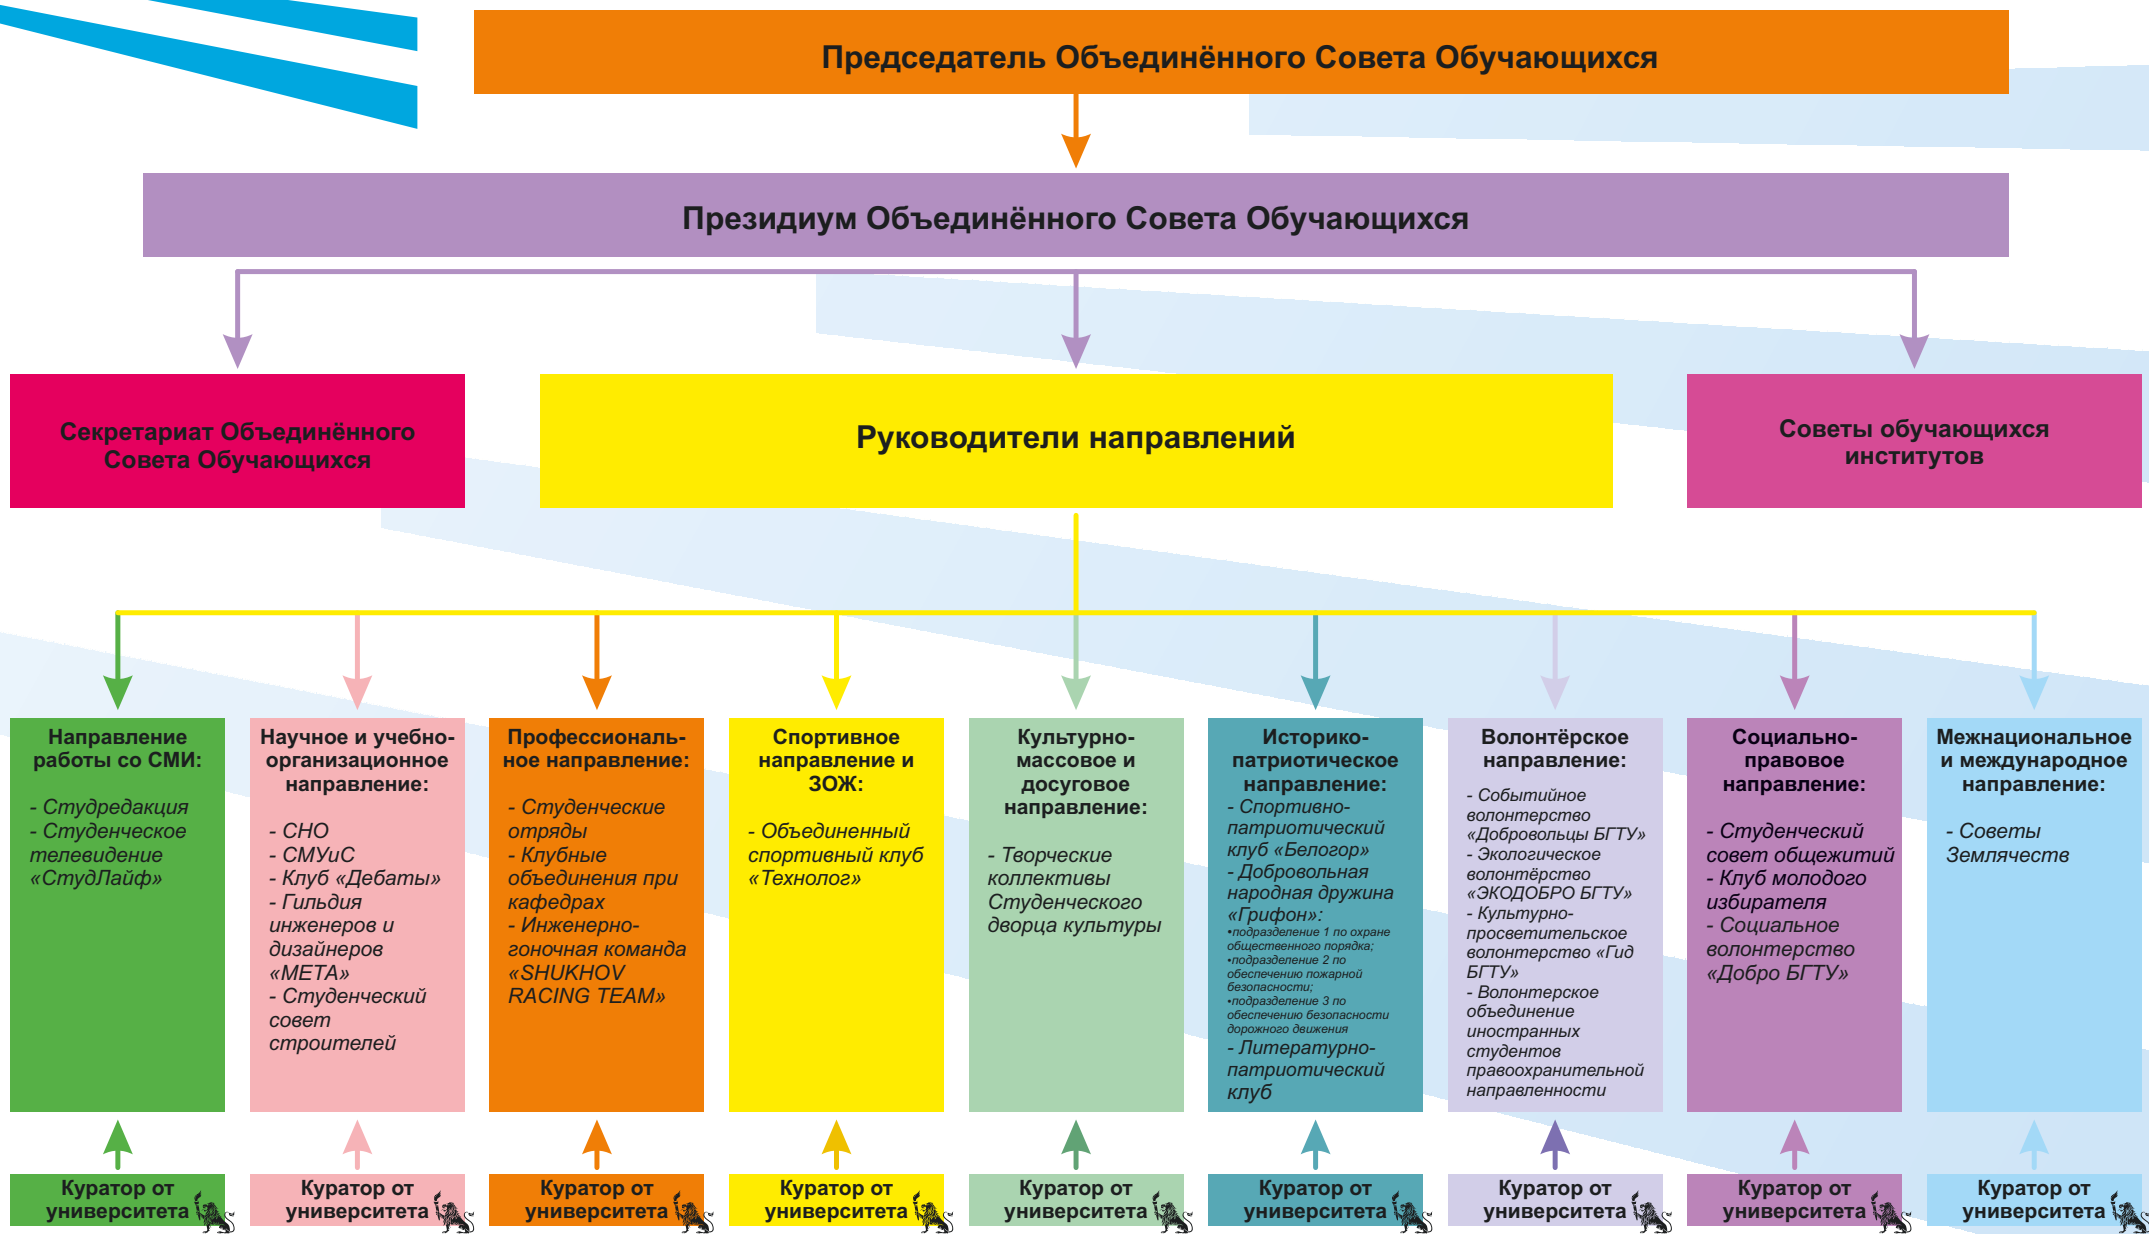 Председатель Объединённого Совета Обучающихся
Президиум Объединённого Совета Обучающихся
Секретариат Объединённого
Совета Обучающихся
Руководители направлений
Советы обучающихся
институтов
Направление
работы со СМИ:
- Студредакция
- Студенческое
телевидение
«СтудЛайф»
Научное и учебно-
организационное
направление:
- СНО
- СМУиС
- Клуб «Дебаты»
- Гильдия
инженеров и
дизайнеров
«МЕТА»
- Студенческий
совет
строителей
Профессиональ-
ное направление:
- Студенческие
отряды
- Клубные
объединения при
кафедрах
- Инженерно-
гоночная команда
«SHUKHOV
RACING TEAM»
Спортивное
направление и
ЗОЖ:
- Объединенный
спортивный клуб
«Технолог»
Культурно-
массовое и
досуговое
направление:
- Творческие
коллективы
Студенческого
дворца культуры
Историко-
патриотическое
направление:
- Спортивно-
патриотический
клуб «Белогор»
- Добровольная
народная дружина
«Грифон»:
•подразделение 1 по охране
общественного порядка;
•подразделение 2 по
обеспечению пожарной
безопасности;
•подразделение 3 по
обеспечению безопасности
дорожного движения
- Литературно-
патриотический
клуб
Волонтёрское
направление:
- Событийное
волонтерство
«Добровольцы БГТУ»
- Экологическое
волонтёрство
«ЭКОДОБРО БГТУ»
- Культурно-
просветительское
волонтерство «Гид
БГТУ»
- Волонтерское
объединение
иностранных
студентов
правоохранительной
направленности
Социально-
правовое
направление:
- Студенческий
совет общежитий
- Клуб молодого
избирателя
- Социальное
волонтерство
«Добро БГТУ»
Межнациональное
и международное
направление:
- Советы
Землячеств
Куратор от
университета
Куратор от
университета
Куратор от
университета
Куратор от
университета
Куратор от
университета
Куратор от
университета
Куратор от
университета
Куратор от
университета
Куратор от
университета